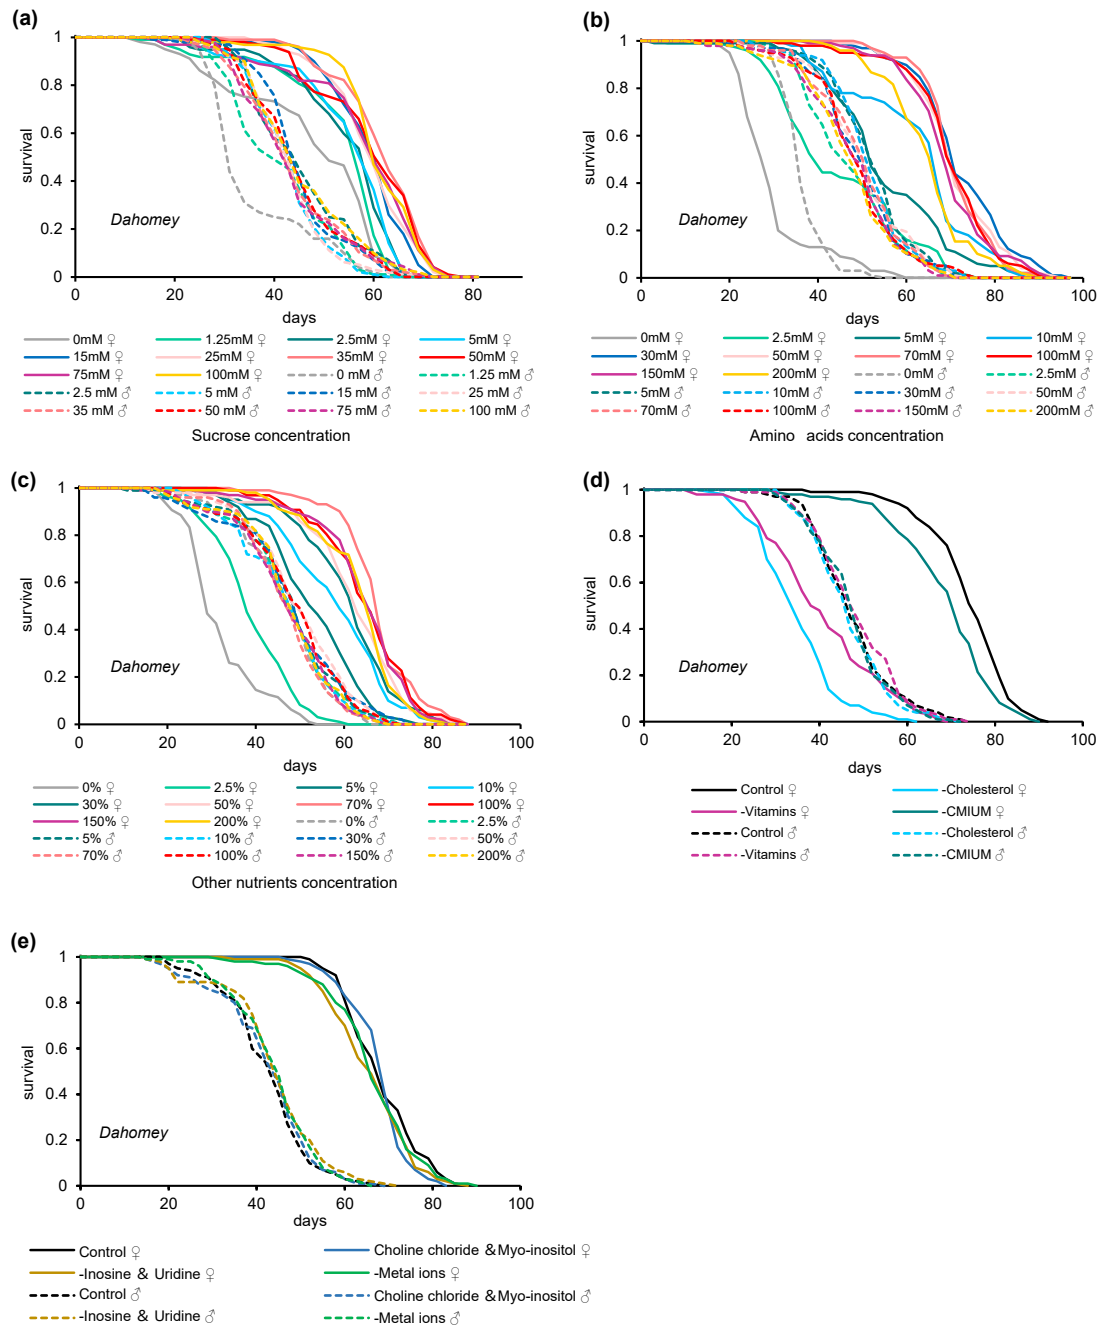 (a)
1
0.8
0.6
0.4
0.2
0
survival
Dahomey
0 20 40 60 80
days
0mM ♀ 1.25mM ♀ 2.5mM ♀ 5mM ♀
15mM ♀ 25mM ♀ 35mM ♀ 50mM ♀
75mM ♀ 100mM ♀ 0 mM ♂ 1.25 mM ♂
2.5 mM ♂ 5 mM ♂ 15 mM ♂ 25 mM ♂
35 mM ♂ 50 mM ♂ 75 mM ♂ 100 mM ♂
Sucrose concentration
(b)
1
0.8
0.6
0.4
0.2
0
survival
Dahomey
0 20 40 60 80 100
days
0mM ♀ 2.5mM ♀ 5mM ♀ 10mM ♀
30mM ♀ 50mM ♀ 70mM ♀ 100mM ♀
150mM ♀ 200mM ♀ 0mM ♂ 2.5mM ♂
5mM ♂ 10mM ♂ 30mM ♂ 50mM ♂
70mM ♂ 100mM ♂ 150mM ♂ 200mM ♂
Amino acids concentration
(c)
1
0.8
0.6
0.4
0.2
0
survival
Dahomey
0 20 40 60 80 100
days
0% ♀ 2.5% ♀ 5% ♀ 10% ♀
30% ♀ 50% ♀ 70% ♀ 100% ♀
150% ♀ 200% ♀ 0% ♂ 2.5% ♂
5% ♂ 10% ♂ 30% ♂ 50% ♂
70% ♂ 100% ♂ 150% ♂ 200% ♂
Other nutrients concentration
(d)
1
0.8
0.6
0.4
0.2
0
survival
Dahomey
0 20 40 60 80 100
days
Control ♀ -Cholesterol ♀
-Vitamins ♀ -CMIUM ♀
Control ♂ -Cholesterol ♂
-Vitamins ♂ -CMIUM ♂
(e)
1
0.8
0.6
0.4
0.2
0
survival
Dahomey
0 20 40 60 80 100
days
Control ♀ Choline chloride &Myo-inositol ♀
-Inosine & Uridine ♀ -Metal ions ♀
Control ♂ Choline chloride &Myo-inositol ♂
-Inosine & Uridine ♂ -Metal ions ♂